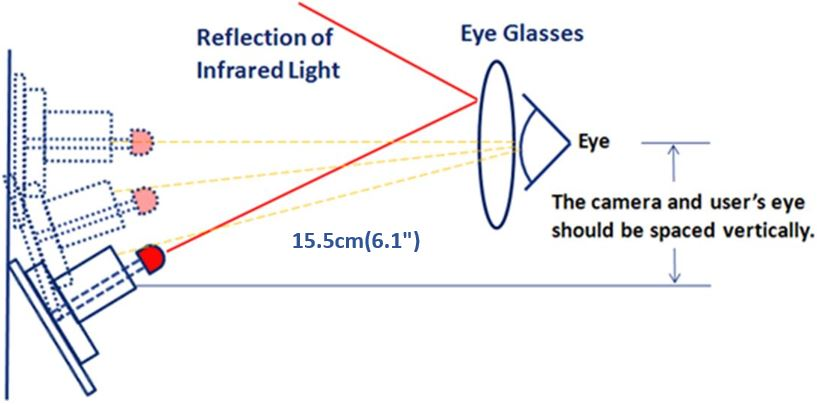 Reflection of
Infrared Light
Eye Glasses
Eye
The camera and user's eye
should be spaced vertically.
15.5cm(6.1")